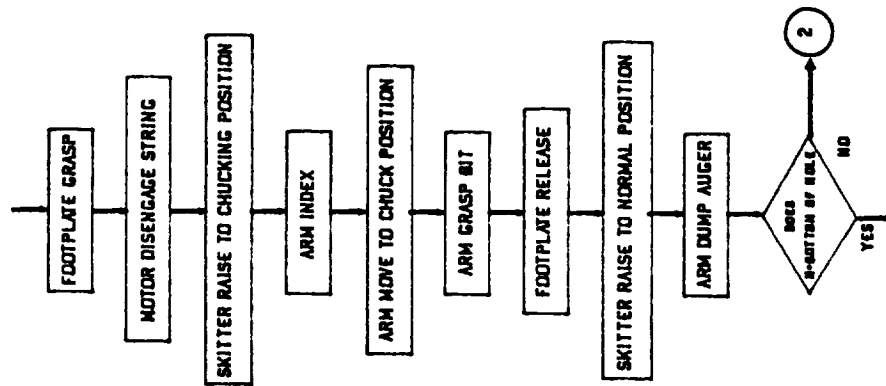 FOOTPLATE GRASP
MOTOR DISENGAGE STRING
SKITTER RAISE TO CHUCKING POSITION
ARM INDEX
ARM MOVE TO CHUCK POSITION
ARM GRASP BIT
FOOTPLATE RELEASE
SKITTER RAISE TO NORMAL POSITION
ARM DUMP AUGER
DOES
N=BOTTOM OF HOLE
NO
2
YES